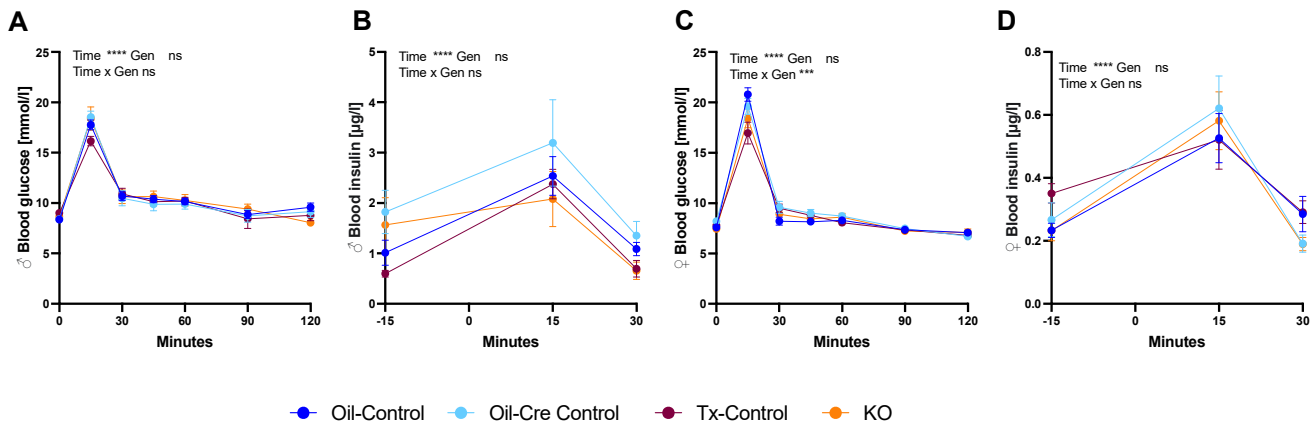 A
Time **** Gen ns
Time x Gen ns
♂ Blood glucose [mmol/l]
25
20
15
10
5
0
0 30 60 90 120
Minutes
B
Time **** Gen ns
Time x Gen ns
♂ Blood insulin [µg/l]
5
4
3
2
1
0
-15 0 15 30
Minutes
C
Time **** Gen ns
Time x Gen ***
♀ Blood glucose [mmol/l]
25
20
15
10
5
0
0 30 60 90 120
Minutes
D
Time **** Gen ns
Time x Gen ns
♀ Blood insulin [µg/l]
0.8
0.6
0.4
0.2
0.0
-15 0 15 30
Minutes
Oil-Control Oil-Cre Control Tx-Control KO